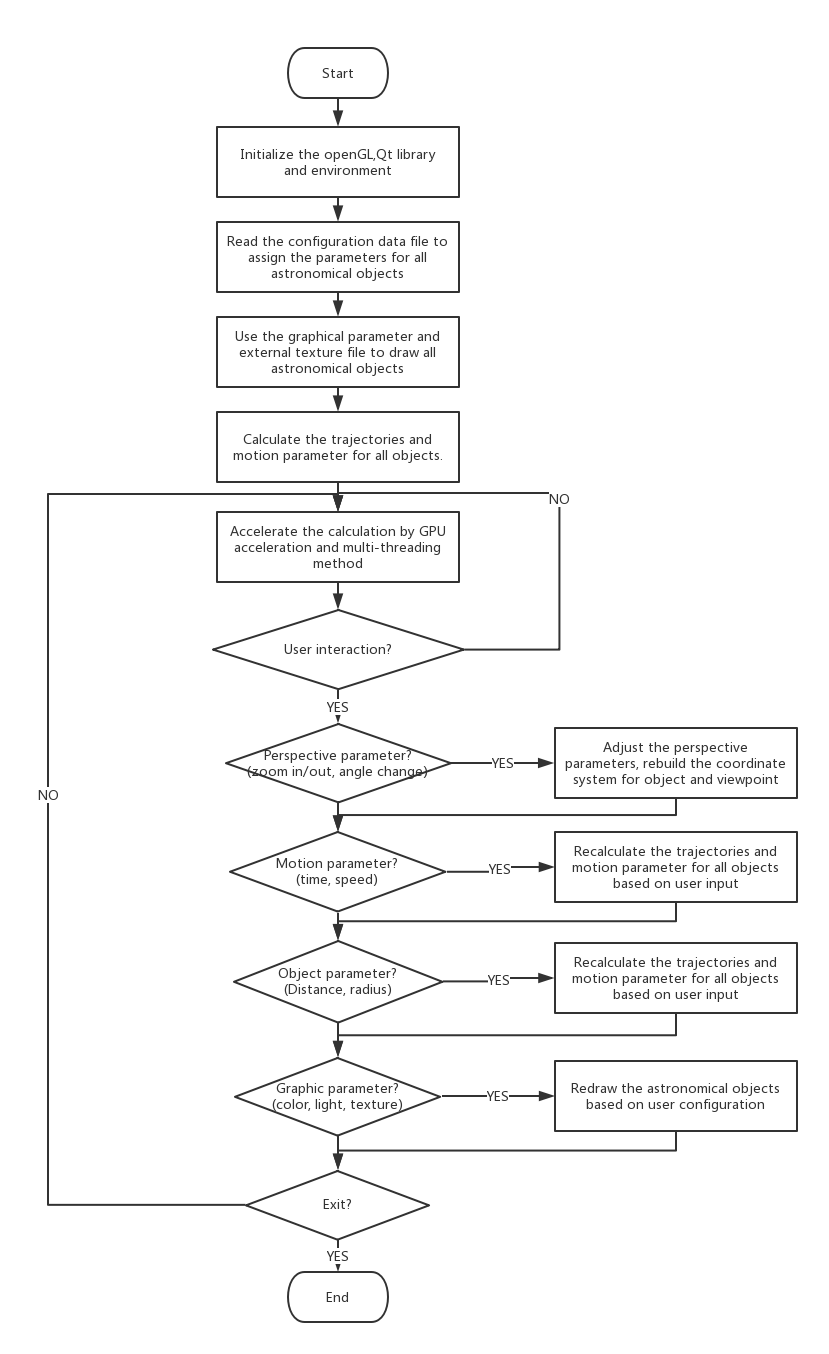 Start
Initialize the openGL,Qt library
and environment
Read the configuration data file to
assign the parameters for all
astronomical objects
Use the graphical parameter and
external texture file to draw all
astronomical objects
Calculate the trajectories and
motion parameter for all objects.
NO
Accelerate the calculation by GPU
acceleration and multi-threading
method
User interaction?
YES
Perspective parameter?
(zoom in/out, angle change)
YES
Adjust the perspective
parameters, rebuild the coordinate
system for object and viewpoint
NO
Motion parameter?
(time, speed)
YES
Recalculate the trajectories and
motion parameter for all objects
based on user input
Object parameter?
(Distance, radius)
YES
Recalculate the trajectories and
motion parameter for all objects
based on user input
Graphic parameter?
(color, light, texture)
YES
Redraw the astronomical objects
based on user configuration
Exit?
YES
End